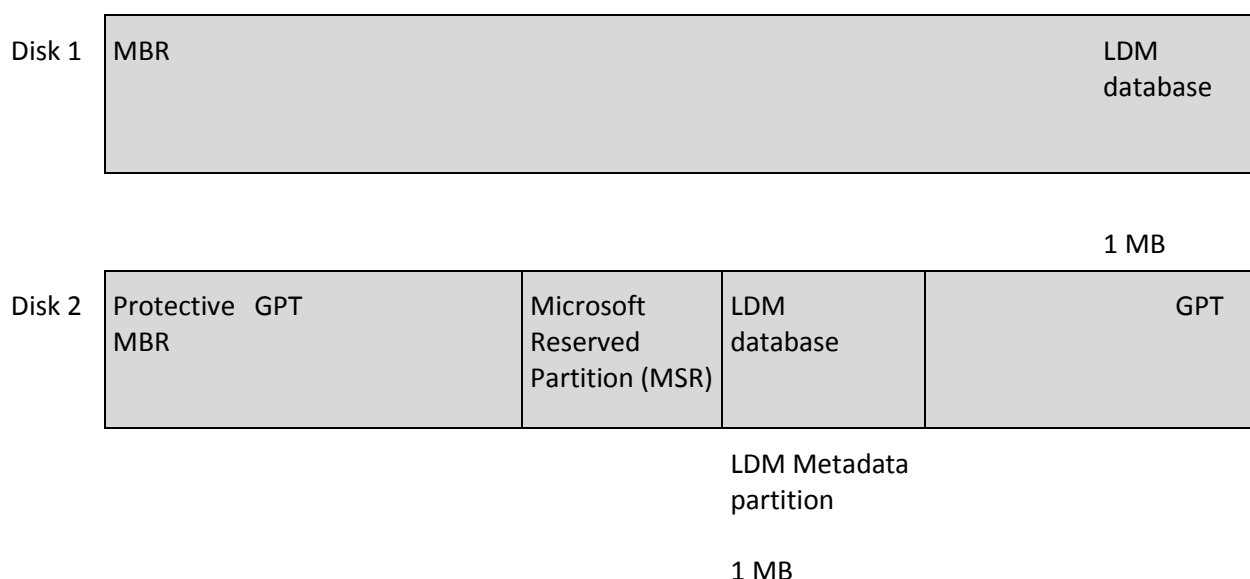 Disk 1 MBR LDM
database
1 MB
Disk 2 Protective GPT Microsoft LDM GPT
MBR Reserved database
Partition (MSR)
LDM Metadata
partition
1 MB